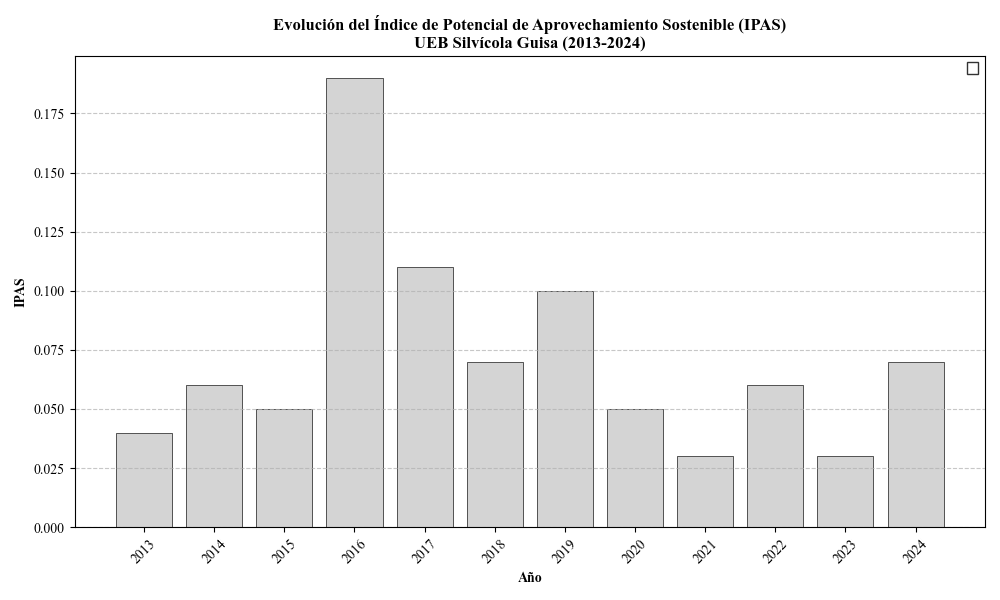 Evolución del Índice de Potencial de Aprovechamiento Sostenible (IPAS)
UEB Silvícola Guisa (2013-2024)
IPAS
0.175
0.150
0.125
0.100
0.075
0.050
0.025
0.000
2013 2014 2015 2016 2017 2018 2019 2020 2021 2022 2023 2024
Año